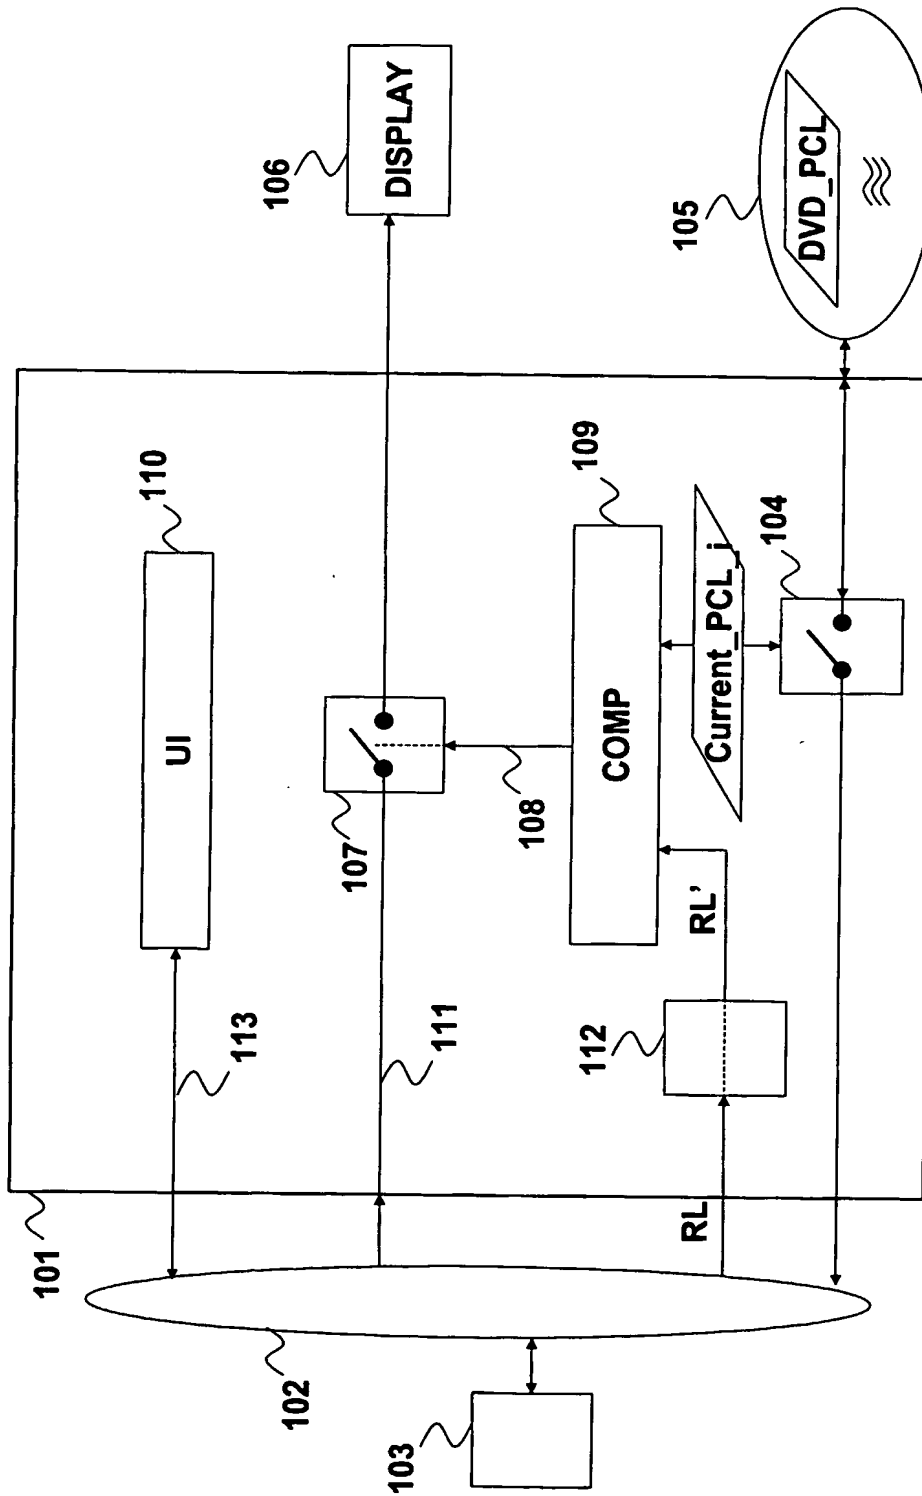 101
110
UI
113
106
102
107
DISPLAY
103
111
108
112
109
COMP
105
RL
RL'
Current_PCL_i
104
DVD_PCL